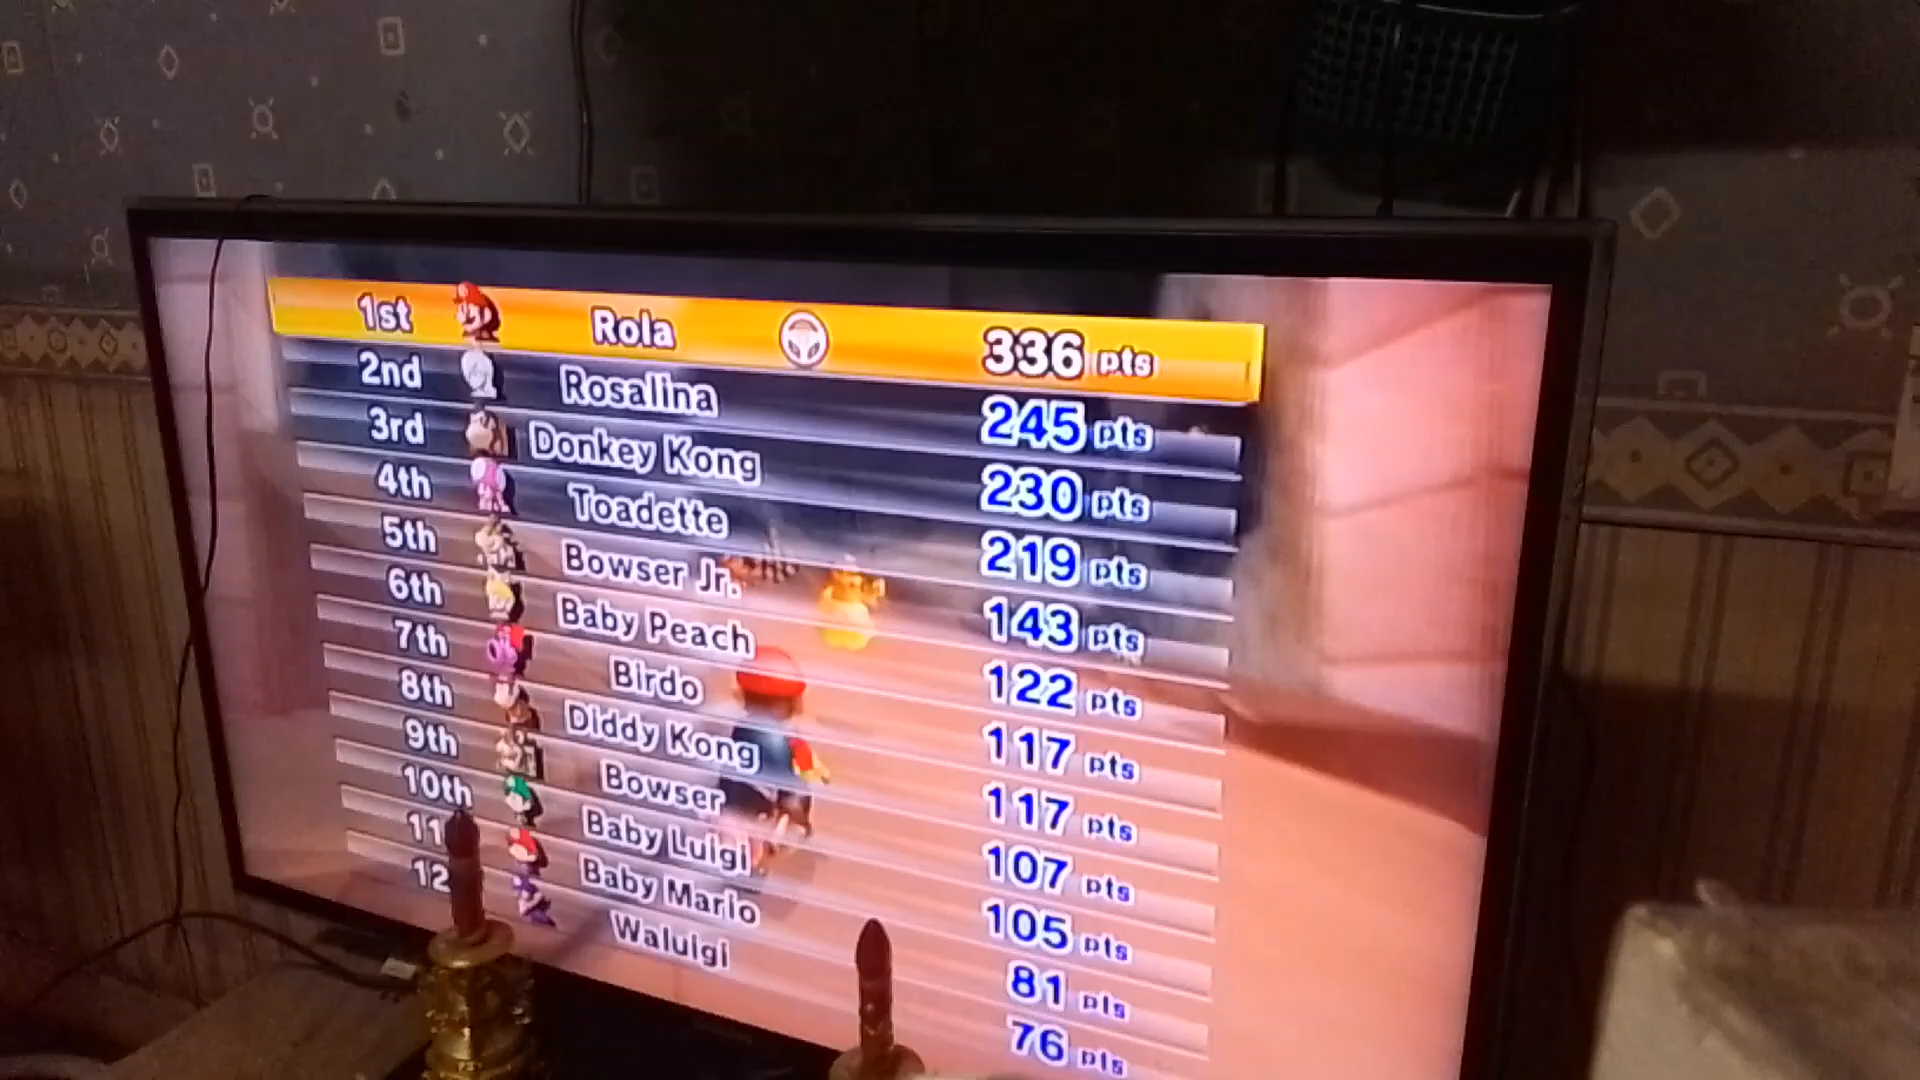 1st Rola 336 pts
2nd Rosalina 245 pts
3rd Donkey Kong 230 pts
4th Toadette 219 pts
5th Bowser Jr. 143 pts
6th Baby Peach 122 pts
7th Birdo 117 pts
8th Diddy Kong 117 pts
9th Bowser 107 pts
10th Baby Luigi 105 pts
11 Baby Mario 81 pts
12 Waluigi 76 pts